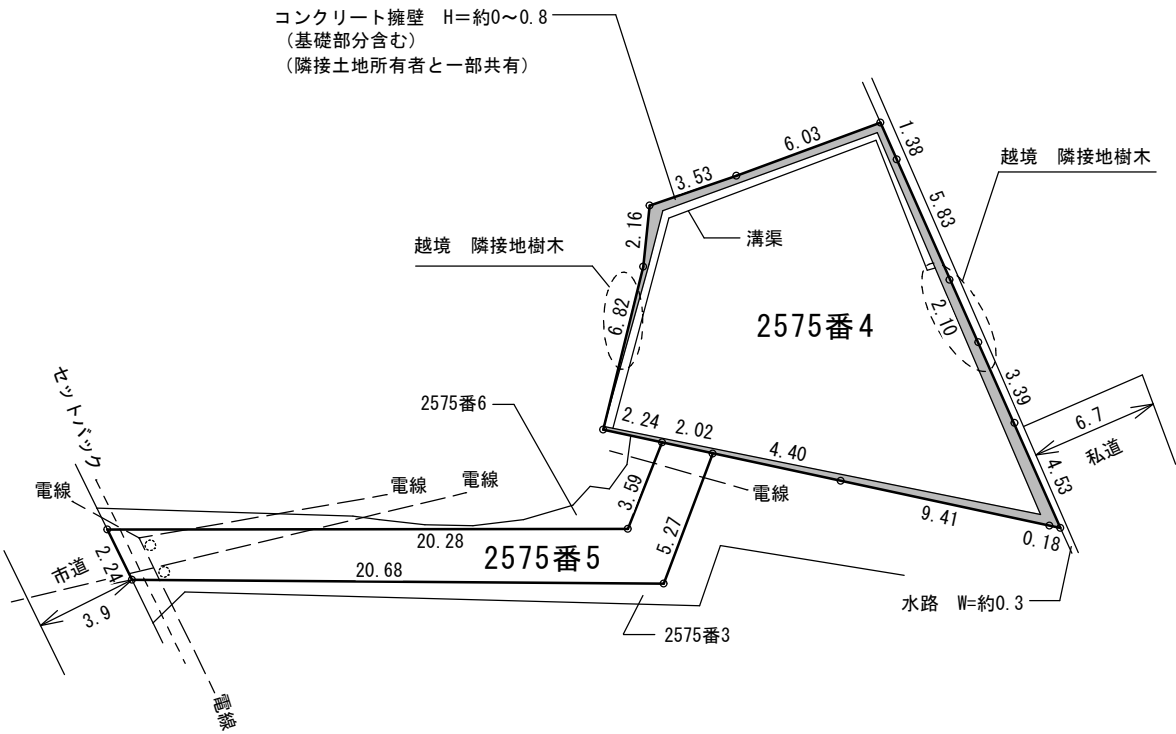 コンクリート擁壁　H＝約0～0.8
（基礎部分含む）
（隣接土地所有者と一部共有）
6.03
1.38
越境　隣接地樹木
3.53
5.83
2.16
溝渠
越境　隣接地樹木
6.82
2.10
2575番4
3.39
セットバック
2575番6
6.7
私道
2.24
2.02
4.40
4.53
電線
電線
電線
3.59
電線
9.41
0.18
20.28
2575番5
5.27
市道
2.24
20.68
3.9
水路　W=約0.3
2575番3
電線